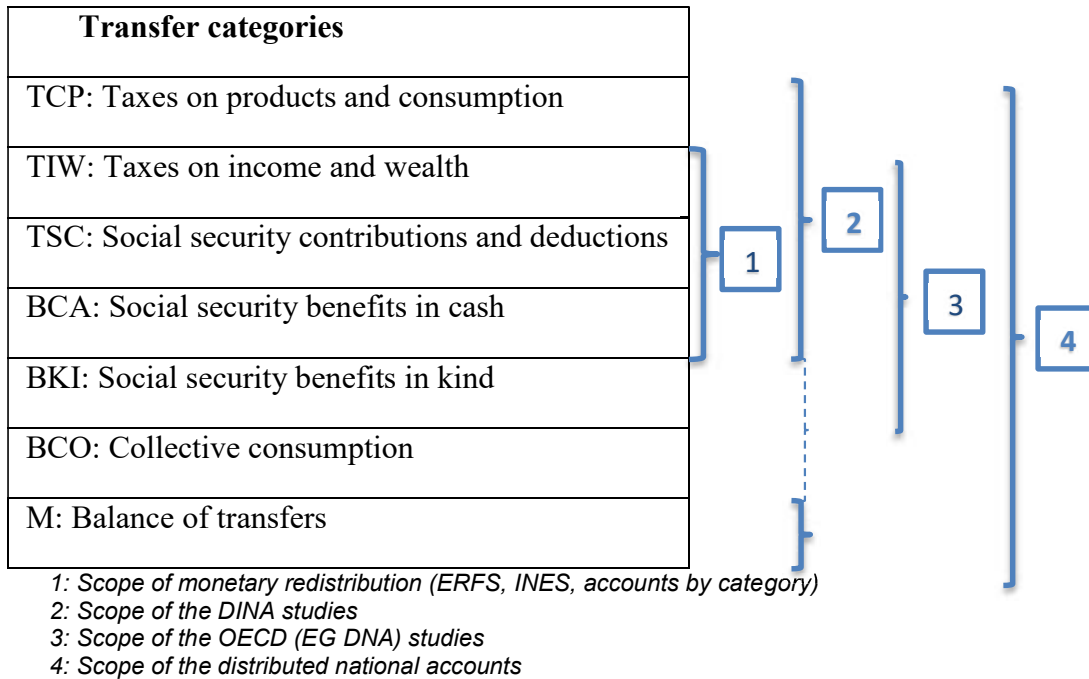 Transfer categories
TCP: Taxes on products and consumption
TIW: Taxes on income and wealth
TSC: Social security contributions and deductions
BCA: Social security benefits in cash
BKI: Social security benefits in kind
BCO: Collective consumption
M: Balance of transfers
1
2
3
4
1: Scope of monetary redistribution (ERFS, INES, accounts by category)
2: Scope of the DINA studies
3: Scope of the OECD (EG DNA) studies
4: Scope of the distributed national accounts